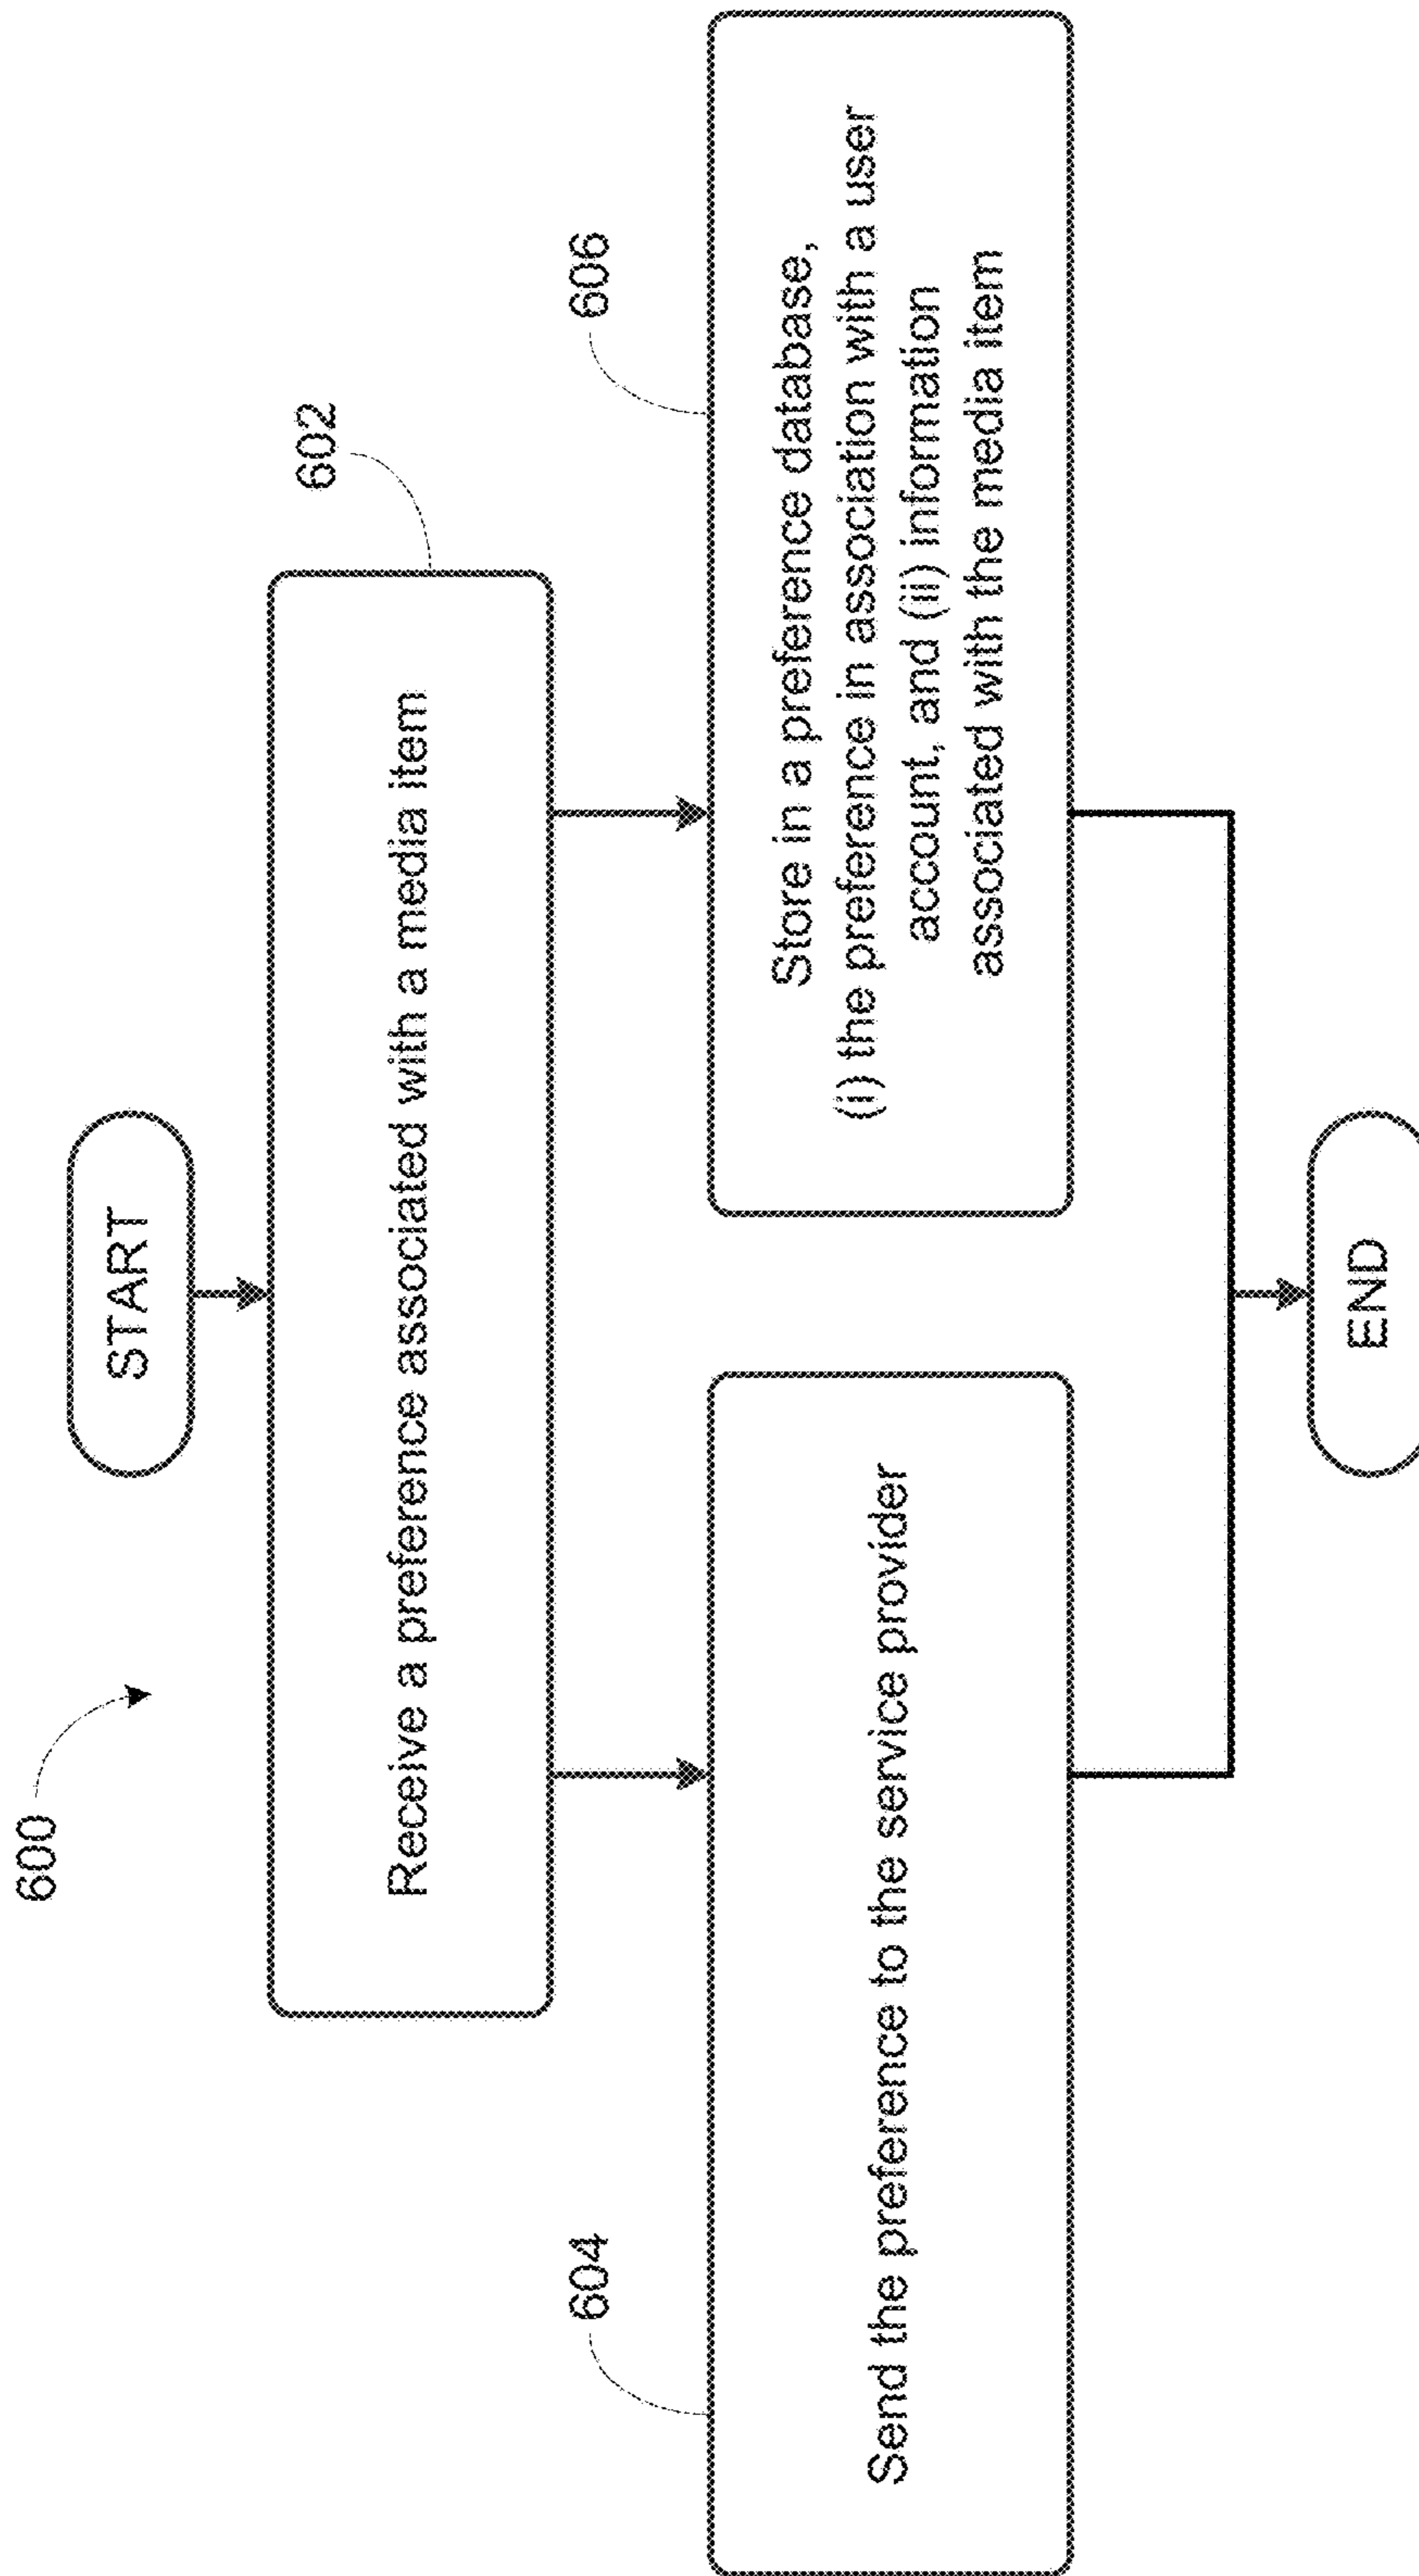 600
START
602
Receive a preference associated with a media item
604
Send the preference to the service provider
606
Store in a preference database,
(i) the preference in association with a user
account, and (ii) information
associated with the media item
END